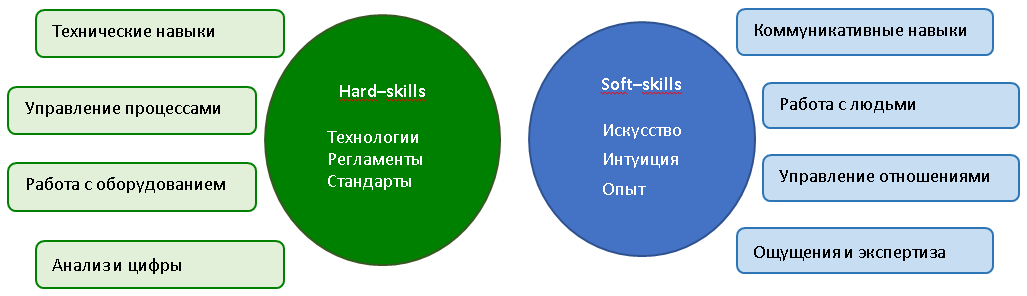 Технические навыки
Управление процессами
Работа с оборудованием
Анализ и цифры
Hard–skills
Технологии
Регламенты
Стандарты
Soft–skills
Искусство
Интуиция
Опыт
Коммуникативные навыки
Работа с людьми
Управление отношениями
Ощущения и экспертиза